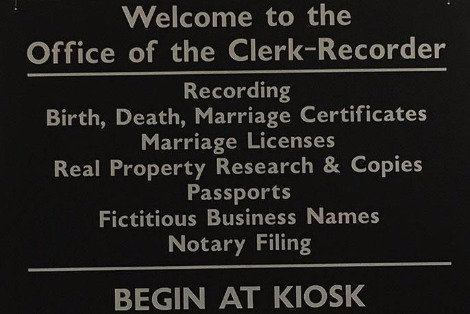 Welcome to the
Office of the Clerk-Recorder
Recording
Birth, Death, Marriage Certificates
Marriage Licenses
Real Property Research & Copies
Passports
Fictitious Business Names
Notary Filing
BEGIN AT KIOSK